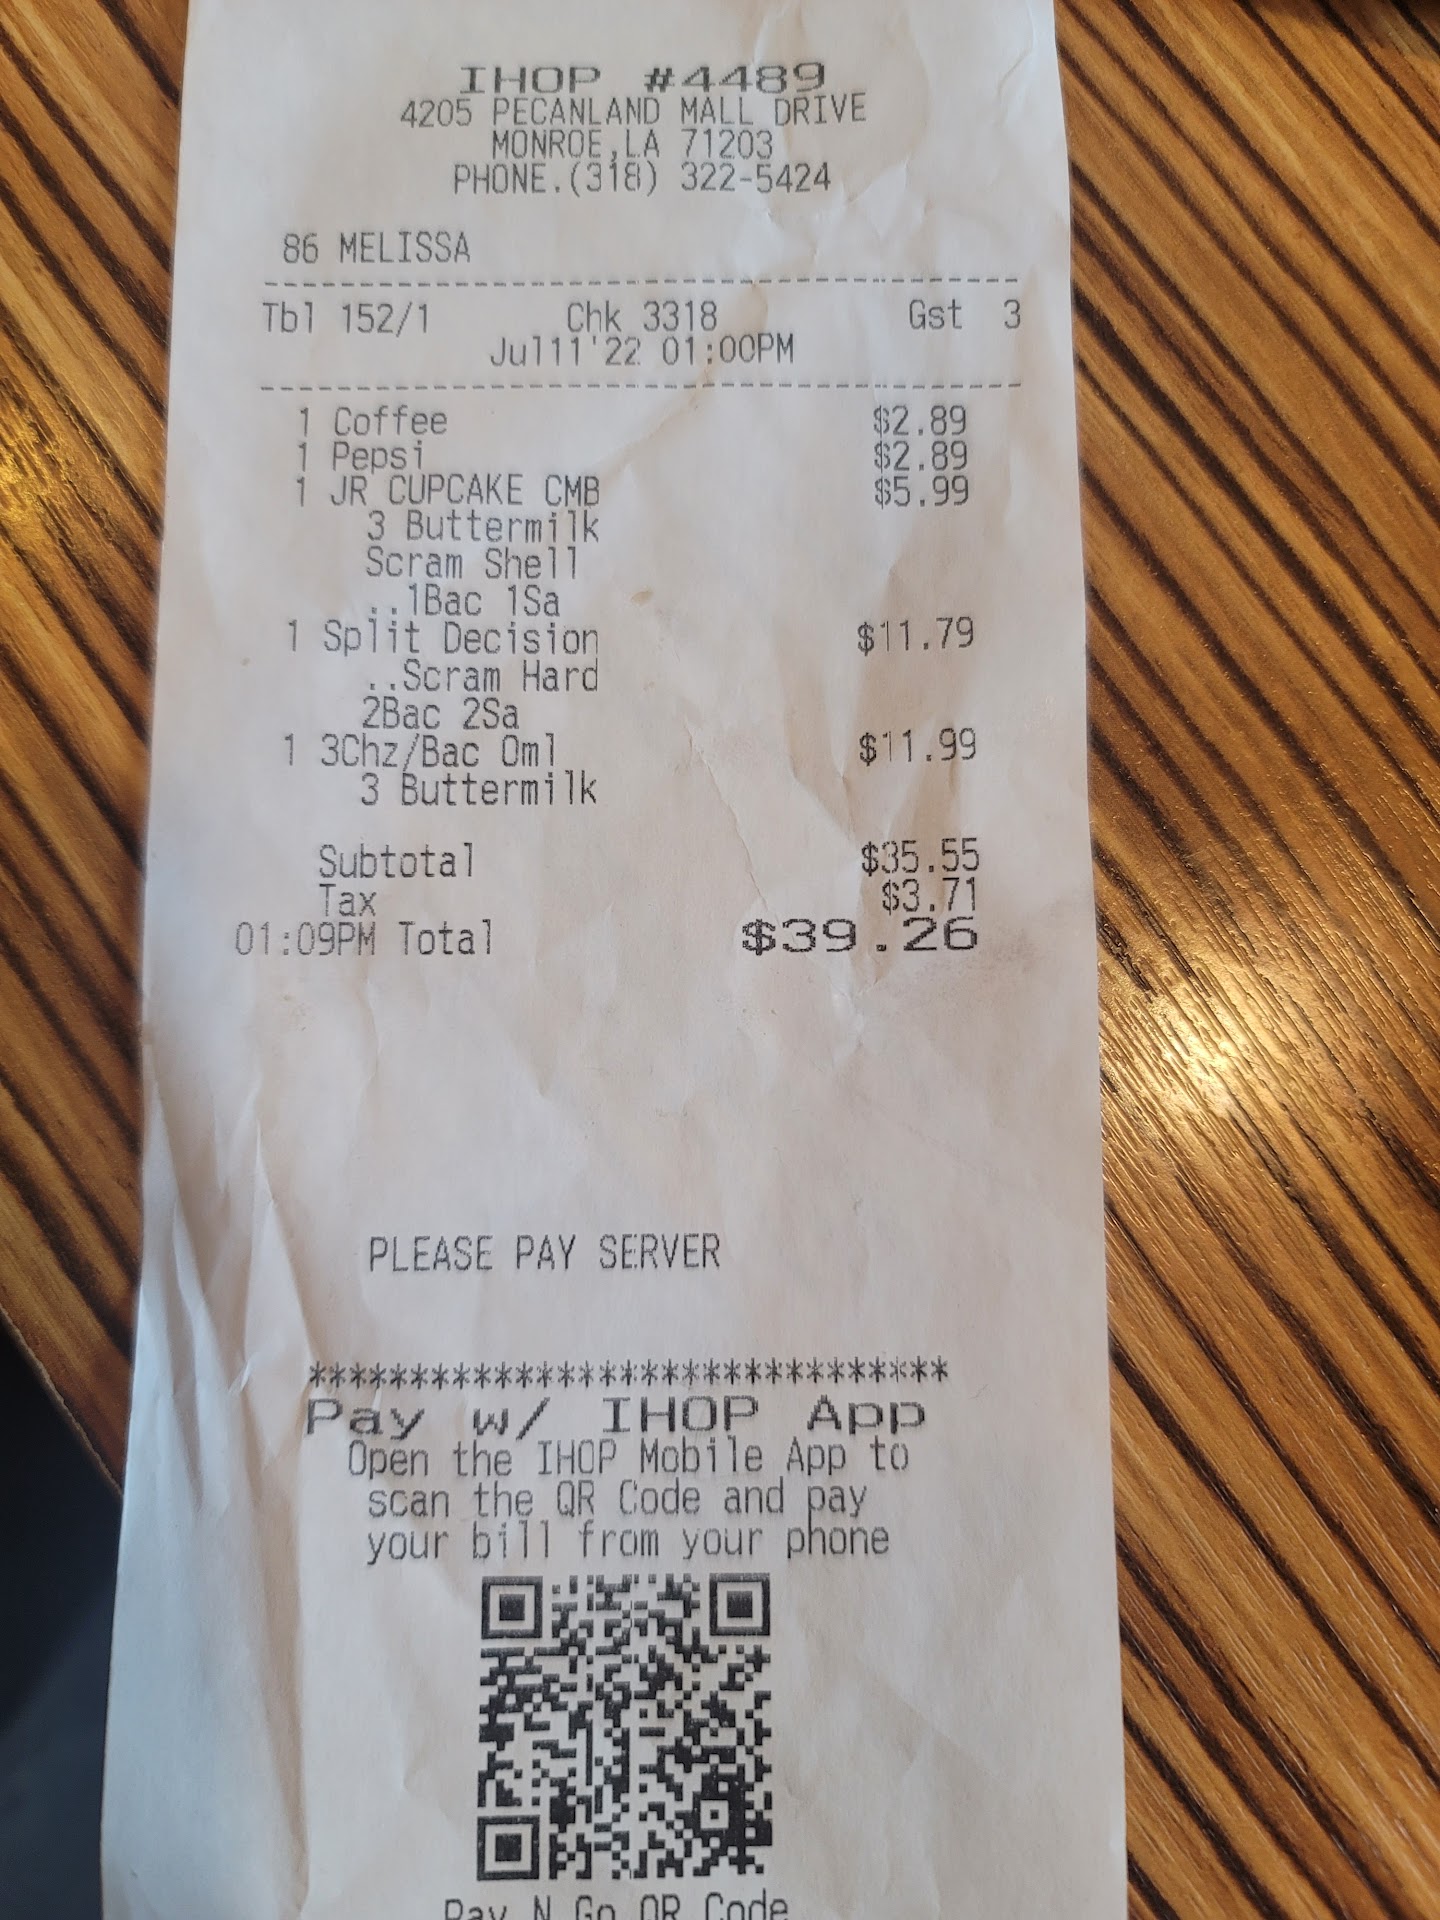 IHOP #4489
4205 PECANLAND MALL DRIVE
MONROE,LA 71203
PHONE.(318) 322-5424
86 MELISSA
Tbl 152/1 Chk 3318 Gst 3
Jul11'22 01:00PM
1 Coffee $2.89
1 Pepsi $2.89
1 JR CUPCAKE CMB $5.99
3 Buttermilk
Scram Shell
..1Bac 1Sa
1 Split Decision $11.79
..Scram Hard
2Bac 2Sa
1 3Chz/Bac Oml $11.99
3 Buttermilk
Subtotal $35.55
Tax $3.71
01:09PM Total $39.26
PLEASE PAY SERVER
*******************************
Pay w/ IHOP App
Open the IHOP Mobile App to
scan the QR Code and pay
your bill from your phone
Pay N Go QR Code